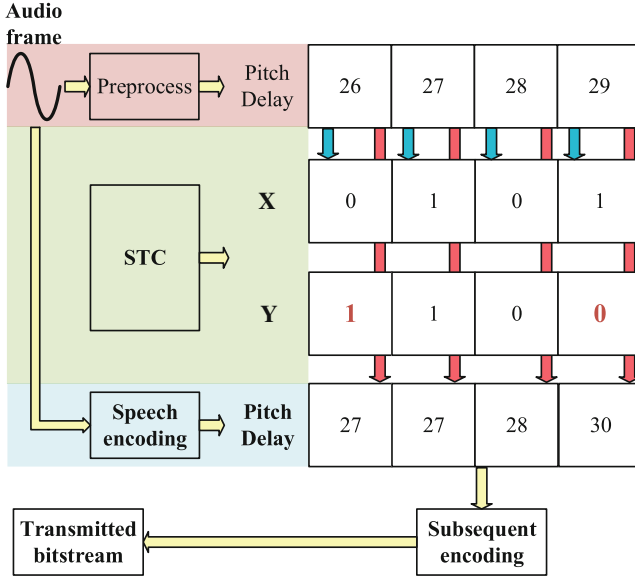 Audio
frame
Preprocess
Pitch
Delay
26 27 28 29
X
0 1 0 1
STC
Y
1 1 0 0
Speech
encoding
Pitch
Delay
27 27 28 30
Transmitted
bitstream
Subsequent
encoding